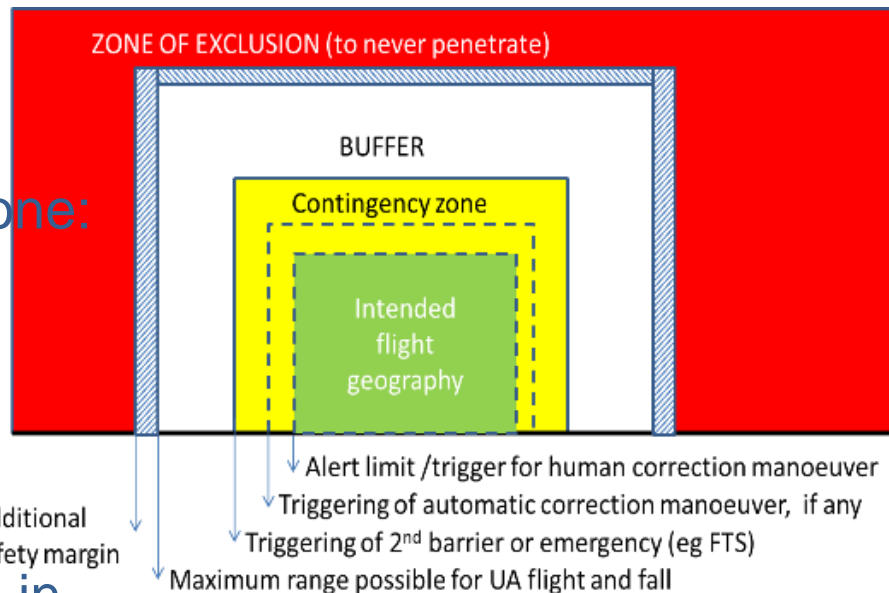 ZONE OF EXCLUSION (to never penetrate)
BUFFER
Contingency zone
Intended
flight
geography
Alert limit /trigger for human correction manoeuver
Triggering of automatic correction manoeuver, if any
Triggering of 2nd barrier or emergency (eg FTS)
margin
Maximum range possible for UA flight and fall
in